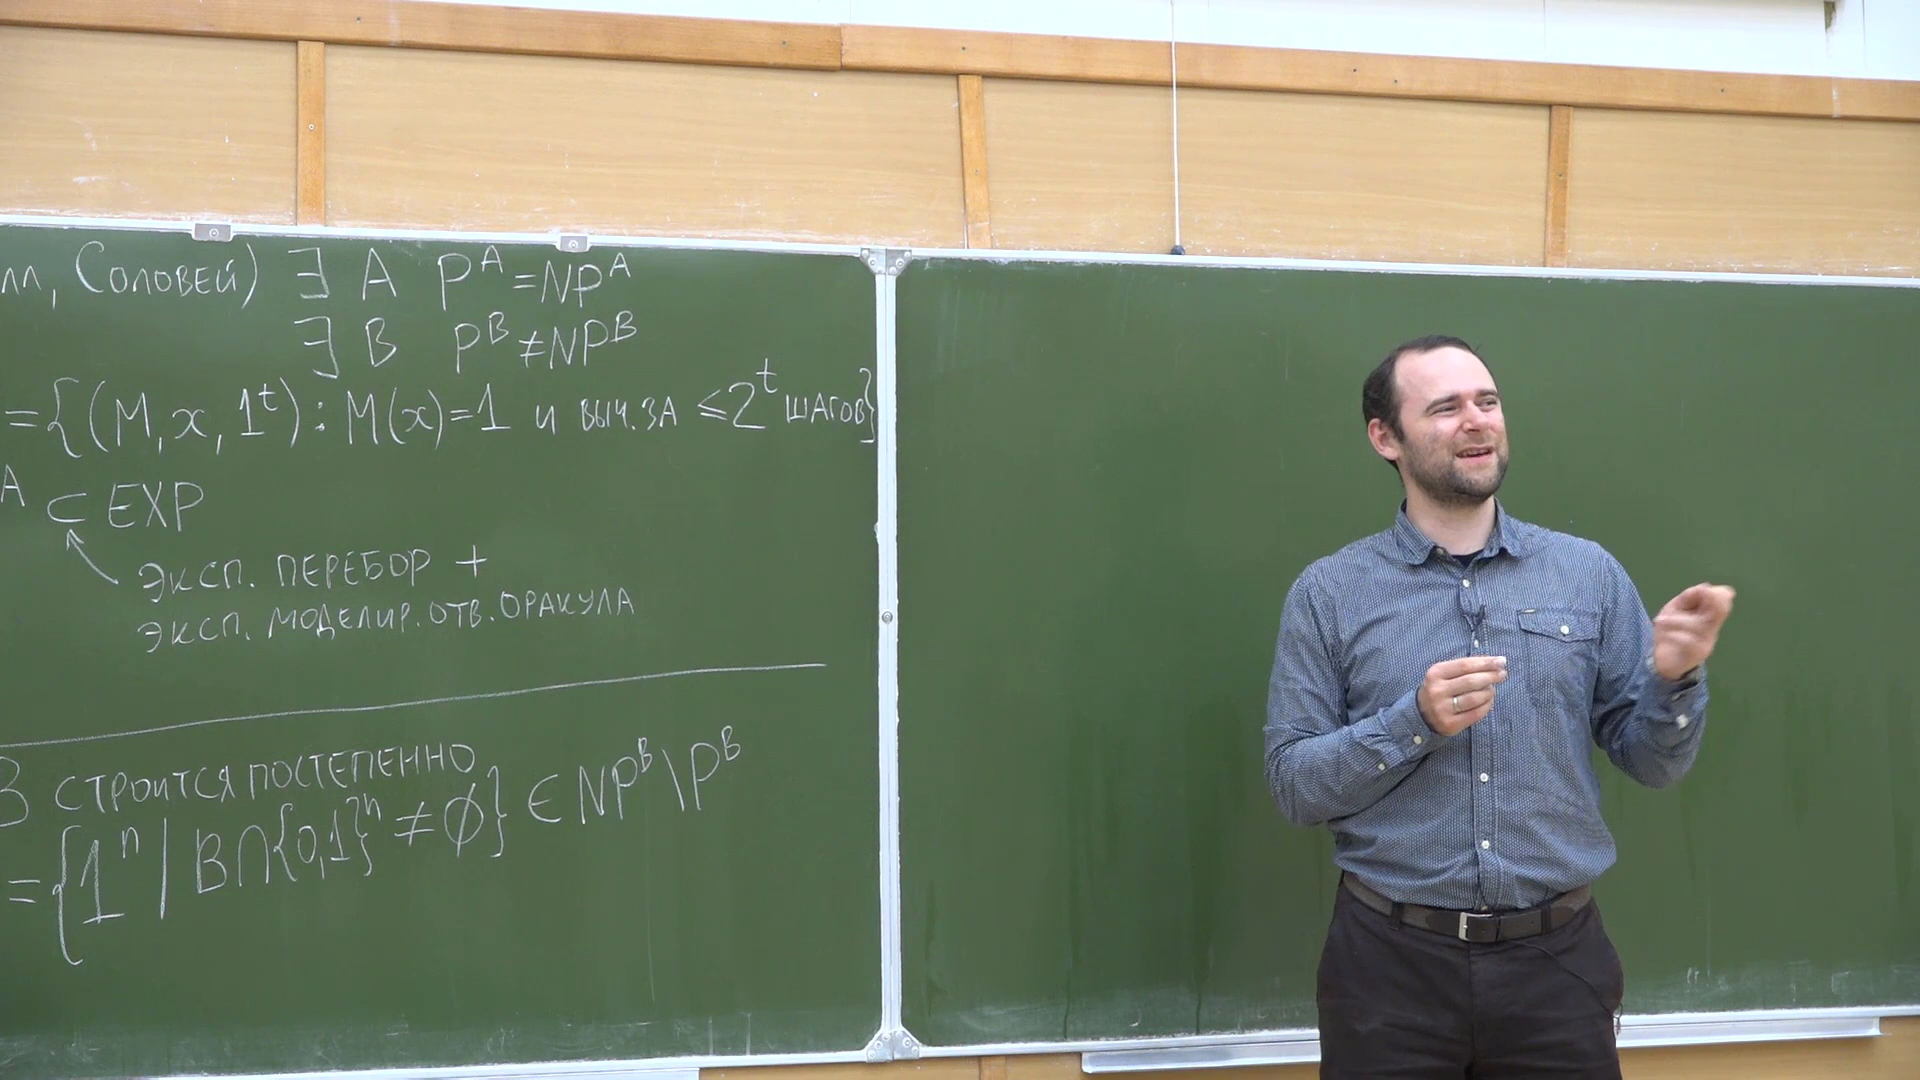 лл, Соловей) ∃ A P^A = NP^A
∃ B P^B ≠ NP^B
= {(M, x, 1^t) : M(x) = 1 и выч. за ≤ 2^t шагов}
A ⊂ EXP
эксп. перебор +
эксп. моделир. отв. оракула
B строится постепенно
= {1^n | B ∩ {0,1}^n ≠ ∅} ∈ NP^B \ P^B